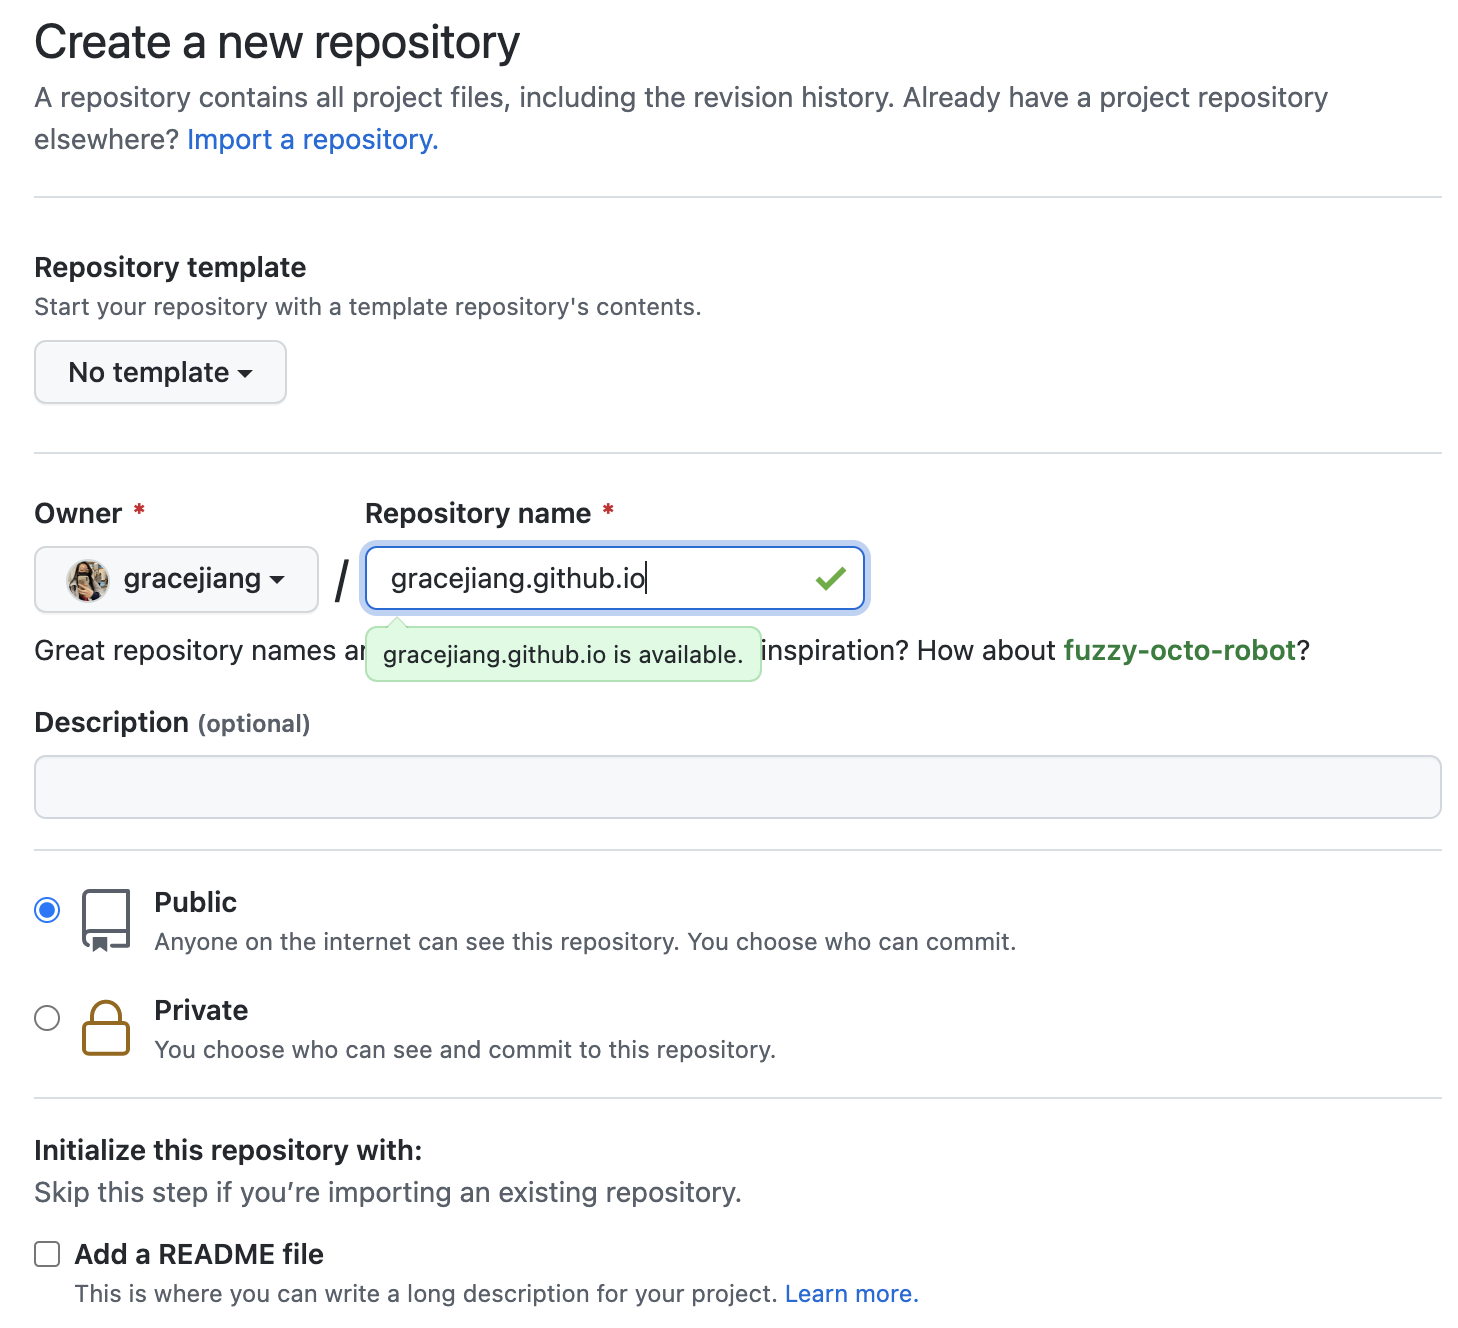 Create a new repository
A repository contains all project files, including the revision history. Already have a project repository
elsewhere? Import a repository.
Repository template
Start your repository with a template repository's contents.
No template
Owner *
Repository name *
gracejiang / gracejiang.github.io
Great repository names inspiration? How about fuzzy-octo-robot?
gracejiang.github.io is available.
Description (optional)
Public
Anyone on the internet can see this repository. You choose who can commit.
Private
You choose who can see and commit to this repository.
Initialize this repository with:
Skip this step if you’re importing an existing repository.
Add a README file
This is where you can write a long description for your project. Learn more.